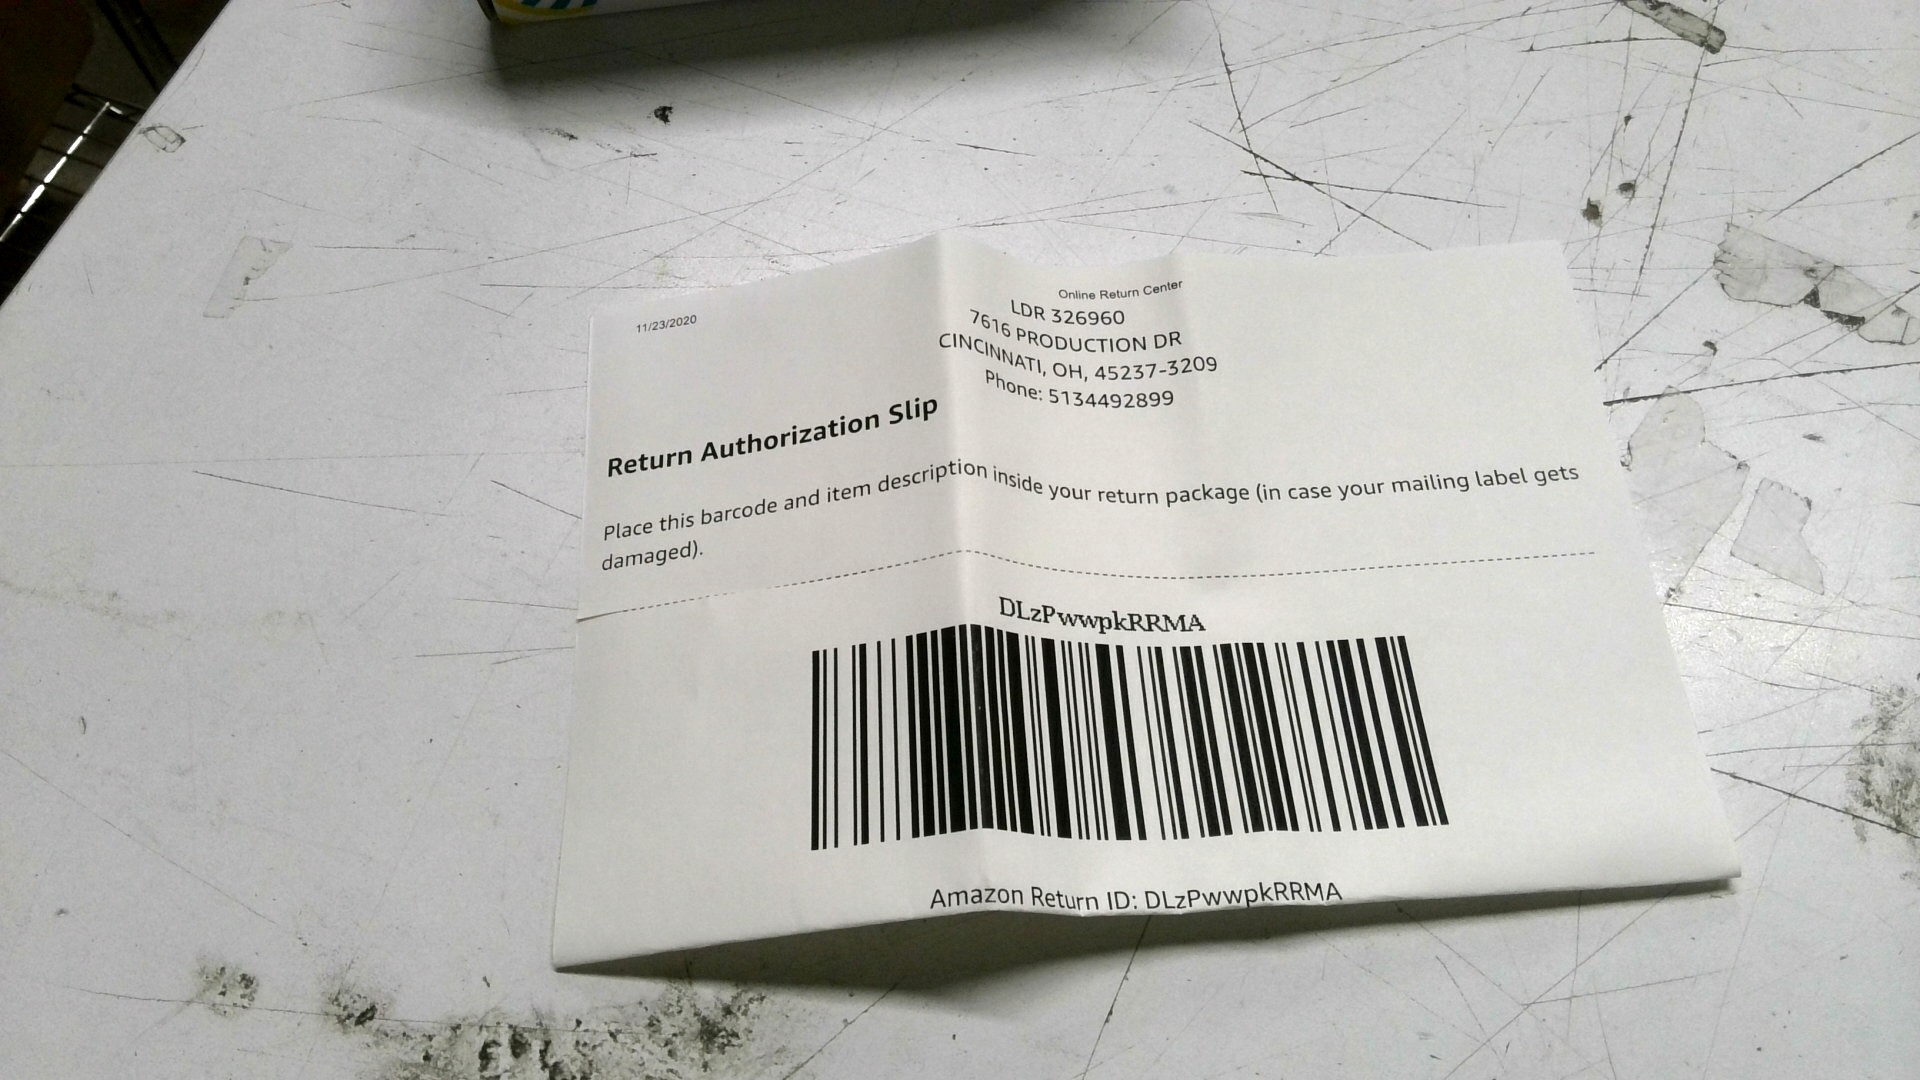 11/23/2020
Online Return Center
LDR 326960
7616 PRODUCTION DR
CINCINNATI, OH, 45237-3209
Phone: 5134492899
Return Authorization Slip
Place this barcode and item description inside your return package (in case your mailing label gets
damaged).
DLzPwwpkRRMA
Amazon Return ID: DLzPwwpkRRMA